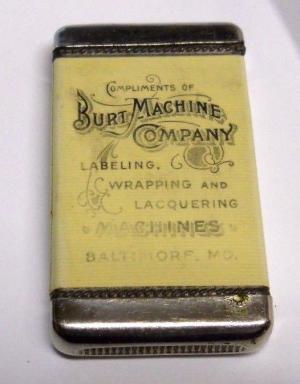 COMPLIMENTS OF
BURT MACHINE
COMPANY
LABELING,
WRAPPING AND
LACQUERING
MACHINES
BALTIMORE, MD.